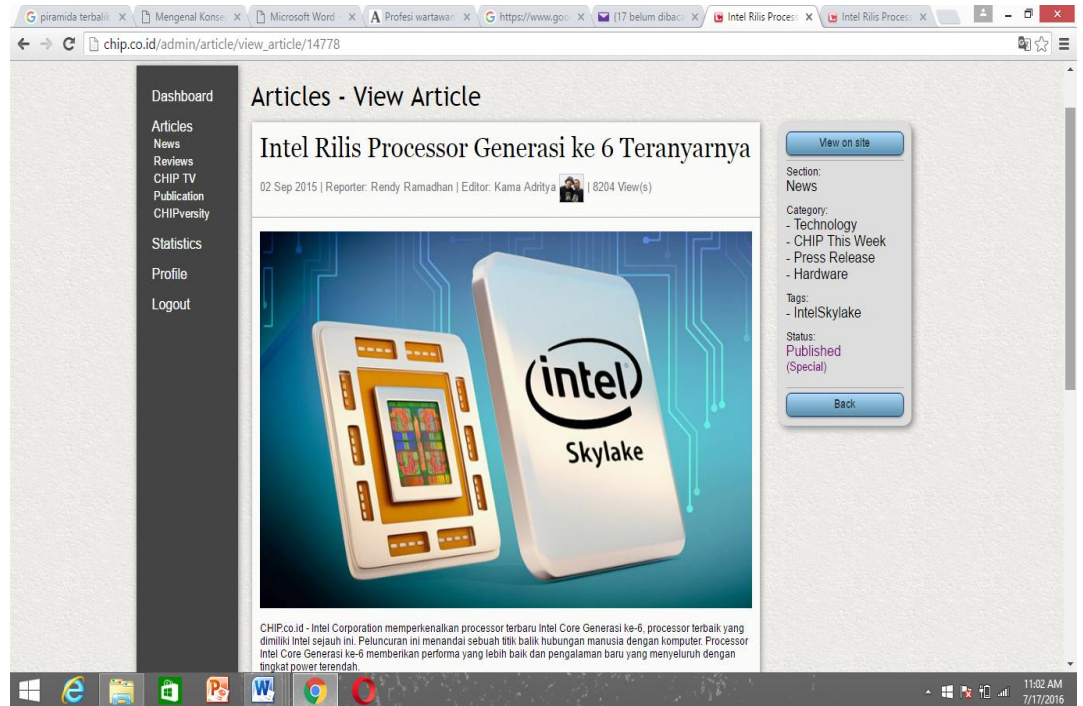 piramida terbalik
Mengenal Konse
Microsoft Word -
Profesi wartawan
https://www.goo
(17 belum dibaca
Intel Rilis Process
Intel Rilis Process
chip.co.id/admin/article/view_article/14778
Dashboard
Articles
News
Reviews
CHIP TV
Publication
CHIPversity
Statistics
Profile
Logout
Articles - View Article
Intel Rilis Processor Generasi ke 6 Teranyarnya
02 Sep 2015 | Reporter: Rendy Ramadhan | Editor: Kama Adritya | 8204 View(s)
intel
Skylake
CHIP.co.id - Intel Corporation memperkenalkan processor terbaru Intel Core Generasi ke-6, processor terbaik yang
dimiliki Intel sejauh ini. Peluncuran ini menandai sebuah titik balik hubungan manusia dengan komputer. Processor
Intel Core Generasi ke-6 memberikan performa yang lebih baik dan pengalaman baru yang menyeluruh dengan
tingkat power terendah.
View on site
Section:
News
Category:
- Technology
- CHIP This Week
- Press Release
- Hardware
Tags:
- IntelSkylake
Status:
Published
(Special)
Back
11:02 AM
7/17/2016